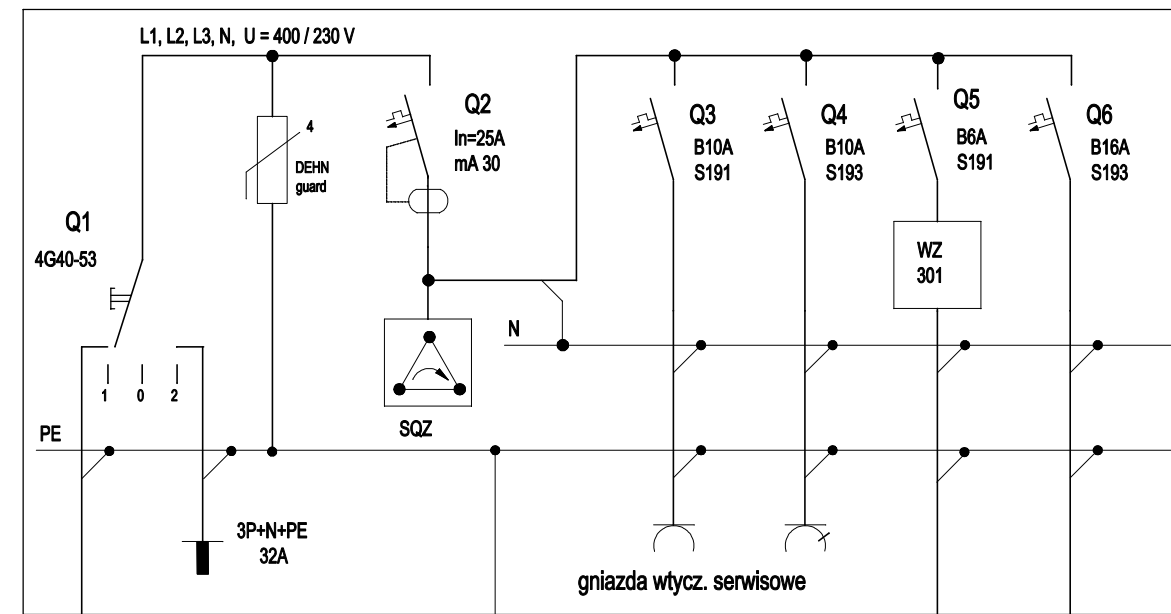 L1, L2, L3, N, U = 400 / 230 V
Q1
4G40-53
1 0 2
4
DEHN
guard
Q2
In=25A
mA 30
SQZ
Q3
B10A
S191
Q4
B10A
S193
Q5
B6A
S191
Q6
B16A
S193
WZ
301
N
PE
3P+N+PE
32A
gniazda wtycz. serwisowe